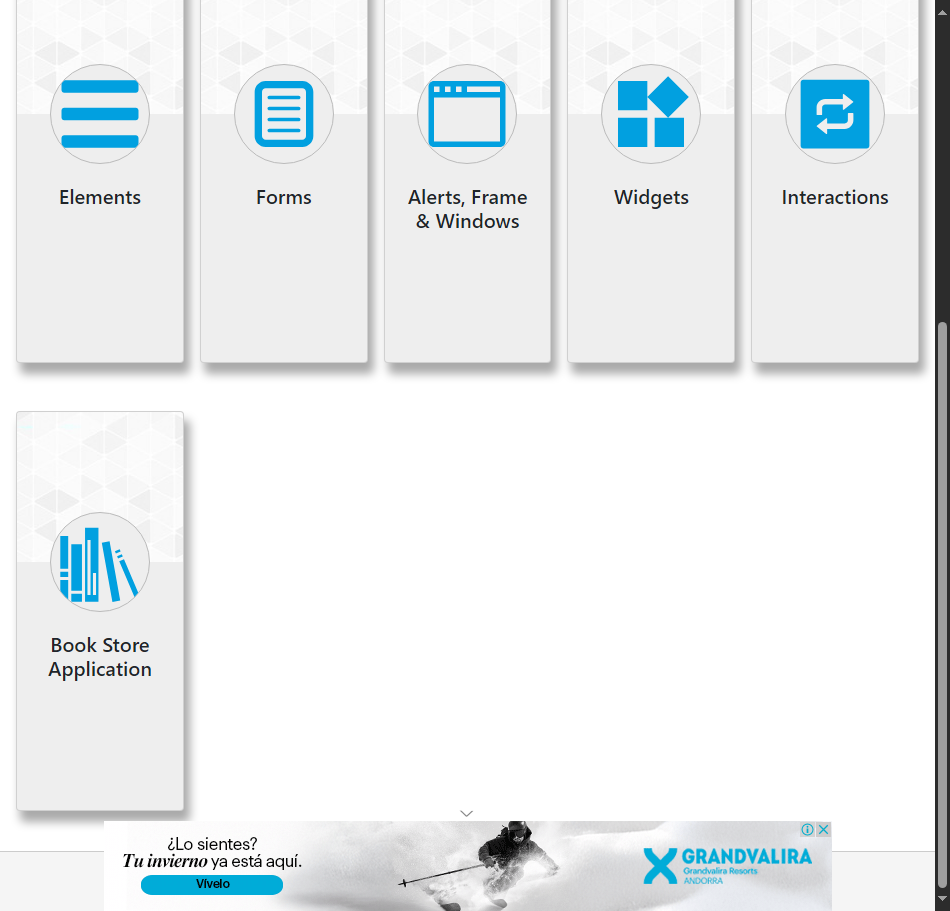 Elements
Forms
Alerts, Frame
& Windows
Widgets
Interactions
Book Store
Application
¿Lo sientes?
Tu invierno ya está aquí.
Vívelo
GRANDVALIRA
Grandvalira Resorts
ANDORRA